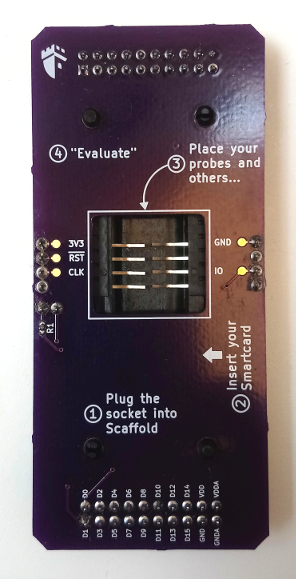 ④ "Evaluate"
③ Place your
probes and
others...
3V3
RST
CLK
GND
IO
R1
① Plug the
socket into
Scaffold
② Insert your
Smartcard
D0 D2 D4 D6 D8 D10 D12 D14 VDD VDDA
D1 D3 D5 D7 D9 D11 D13 D15 GND GNDA